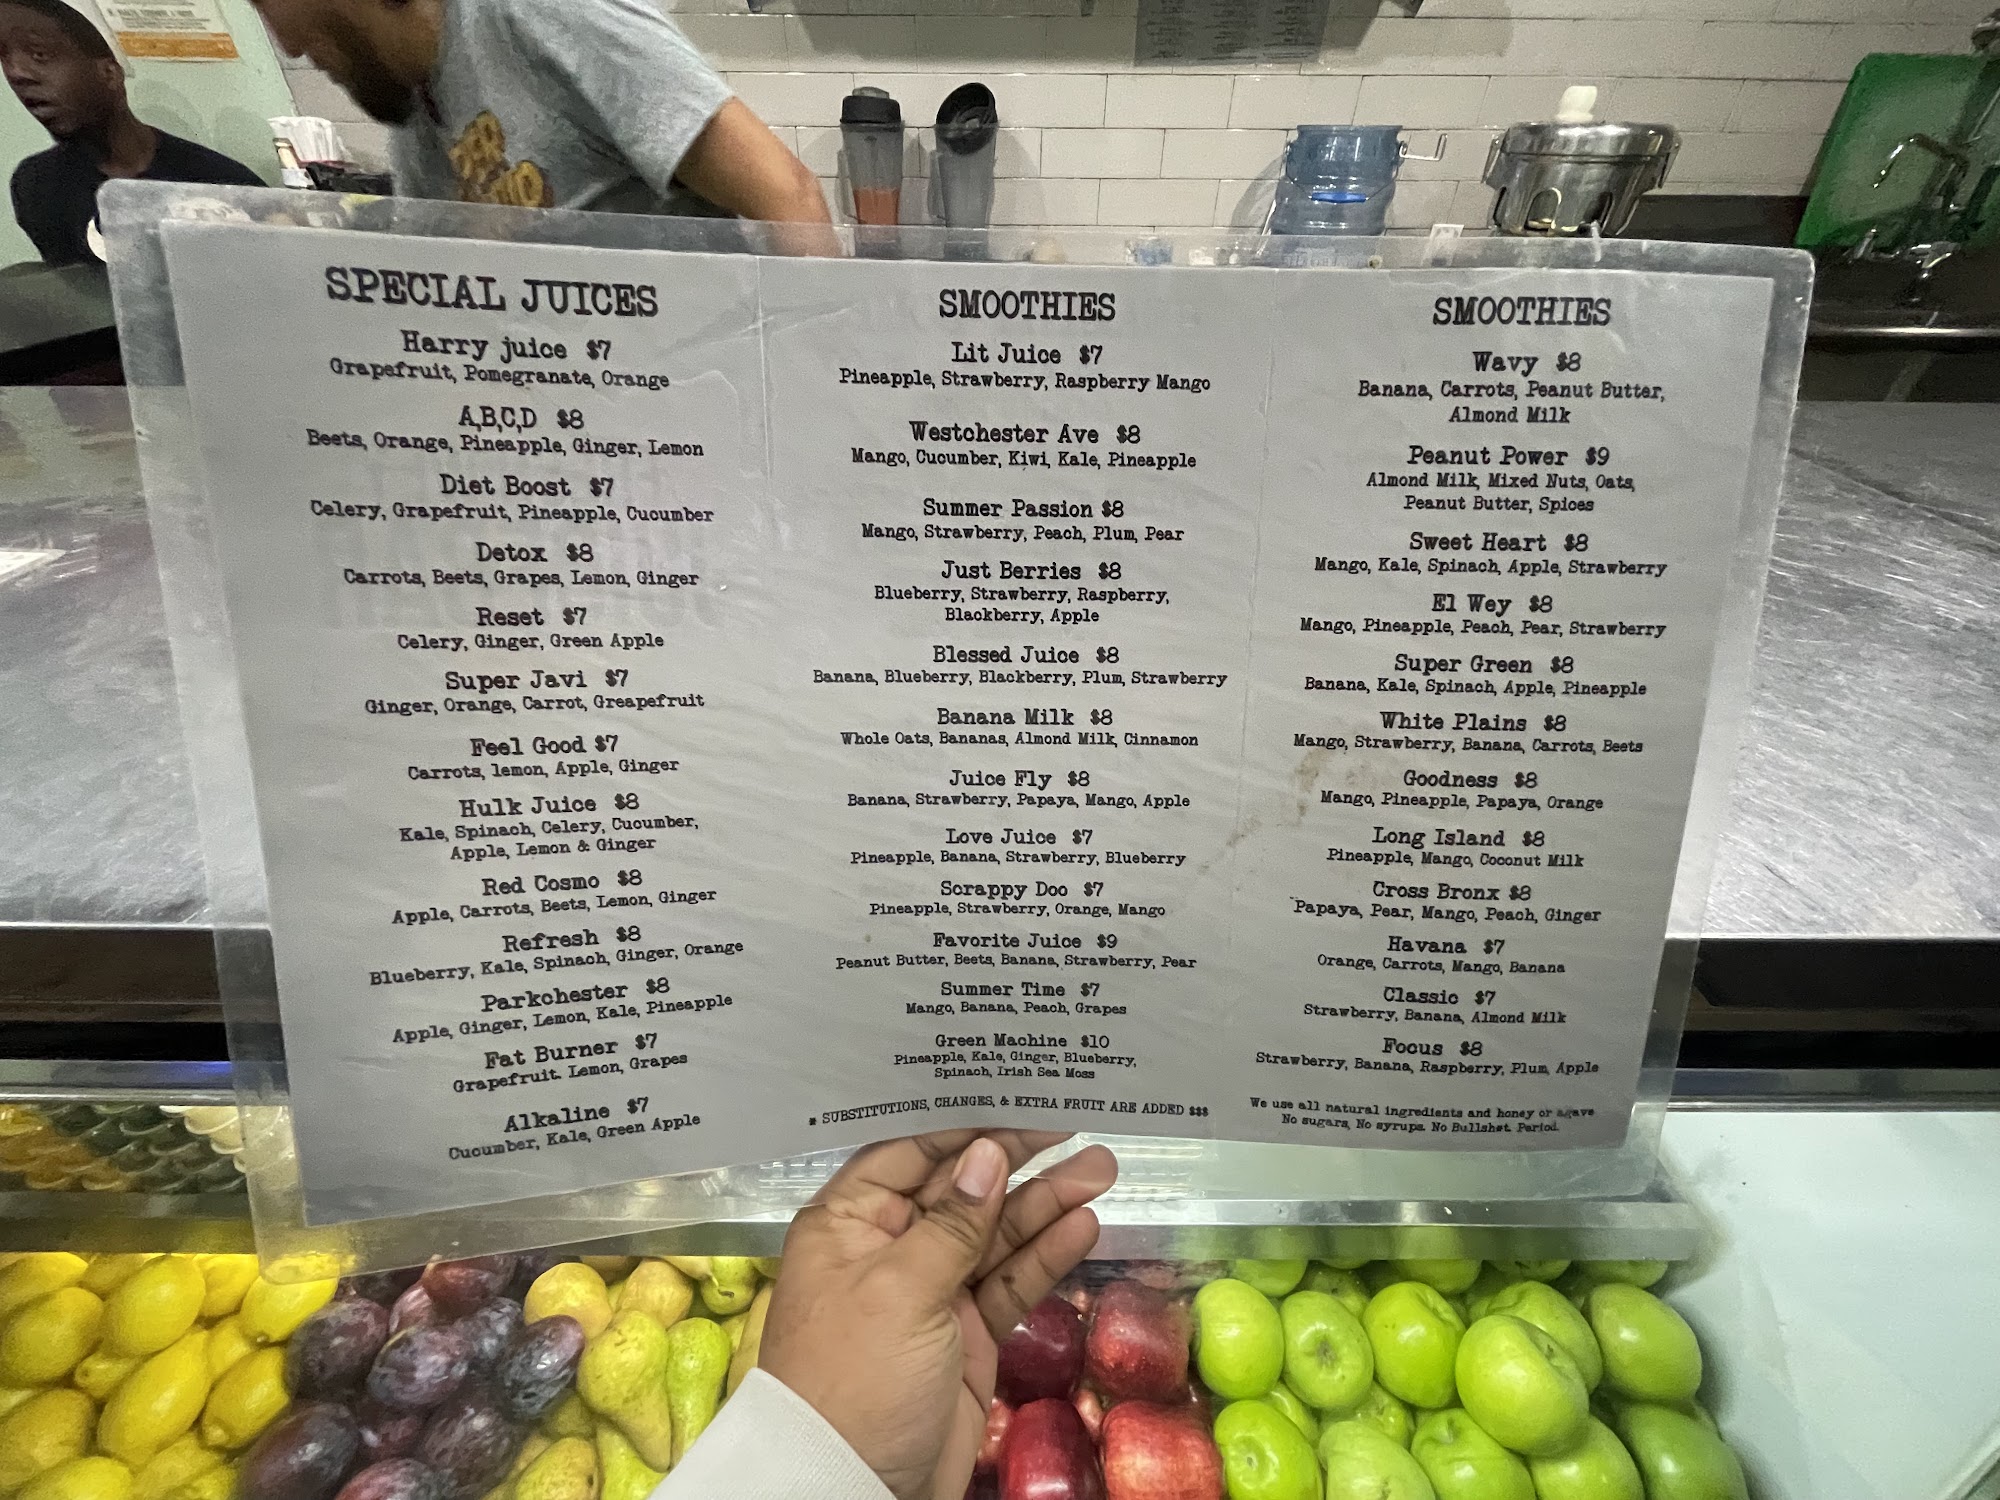 SPECIAL JUICES
Harry juice $7
Grapefruit, Pomegranate, Orange
A,B,C,D $8
Beets, Orange, Pineapple, Ginger, Lemon
Diet Boost $7
Celery, Grapefruit, Pineapple, Cucumber
Detox $8
Carrots, Beets, Grapes, Lemon, Ginger
Reset $7
Celery, Ginger, Green Apple
Super Javi $7
Ginger, Orange, Carrot, Greapefruit
Feel Good $7
Carrots, lemon, Apple, Ginger
Hulk Juice $8
Kale, Spinach, Celery, Cucumber,
Apple, Lemon & Ginger
Red Cosmo $8
Apple, Carrots, Beets, Lemon, Ginger
Refresh $8
Blueberry, Kale, Spinach, Ginger, Orange
Parkchester $8
Apple, Ginger, Lemon, Kale, Pineapple
Fat Burner $7
Grapefruit. Lemon, Grapes
Alkaline $7
Cucumber, Kale, Green Apple
SMOOTHIES
Lit Juice $7
Pineapple, Strawberry, Raspberry Mango
Westchester Ave $8
Mango, Cucumber, Kiwi, Kale, Pineapple
Summer Passion $8
Mango, Strawberry, Peach, Plum, Pear
Just Berries $8
Blueberry, Strawberry, Raspberry,
Blackberry, Apple
Blessed Juice $8
Banana, Blueberry, Blackberry, Plum, Strawberry
Banana Milk $8
Whole Oats, Bananas, Almond Milk, Cinnamon
Juice Fly $8
Banana, Strawberry, Papaya, Mango, Apple
Love Juice $7
Pineapple, Banana, Strawberry, Blueberry
Scrappy Doo $7
Pineapple, Strawberry, Orange, Mango
Favorite Juice $9
Peanut Butter, Beets, Banana, Strawberry, Pear
Summer Time $7
Mango, Banana, Peach, Grapes
Green Machine $10
Pineapple, Kale, Ginger, Blueberry,
Spinach, Irish Sea Moss
* SUBSTITUTIONS, CHANGES, & EXTRA FRUIT ARE ADDED $$$
SMOOTHIES
Wavy $8
Banana, Carrots, Peanut Butter,
Almond Milk
Peanut Power $9
Almond Milk, Mixed Nuts, Oats,
Peanut Butter, Spices
Sweet Heart $8
Mango, Kale, Spinach, Apple, Strawberry
El Wey $8
Mango, Pineapple, Peach, Pear, Strawberry
Super Green $8
Banana, Kale, Spinach, Apple, Pineapple
White Plains $8
Mango, Strawberry, Banana, Carrots, Beets
Goodness $8
Mango, Pineapple, Papaya, Orange
Long Island $8
Pineapple, Mango, Coconut Milk
Cross Bronx $8
Papaya, Pear, Mango, Peach, Ginger
Havana $7
Orange, Carrots, Mango, Banana
Classic $7
Strawberry, Banana, Almond Milk
Focus $8
Strawberry, Banana, Raspberry, Plum, Apple
We use all natural ingredients and honey or agave
No sugars, No syrups. No Bullshet. Period.